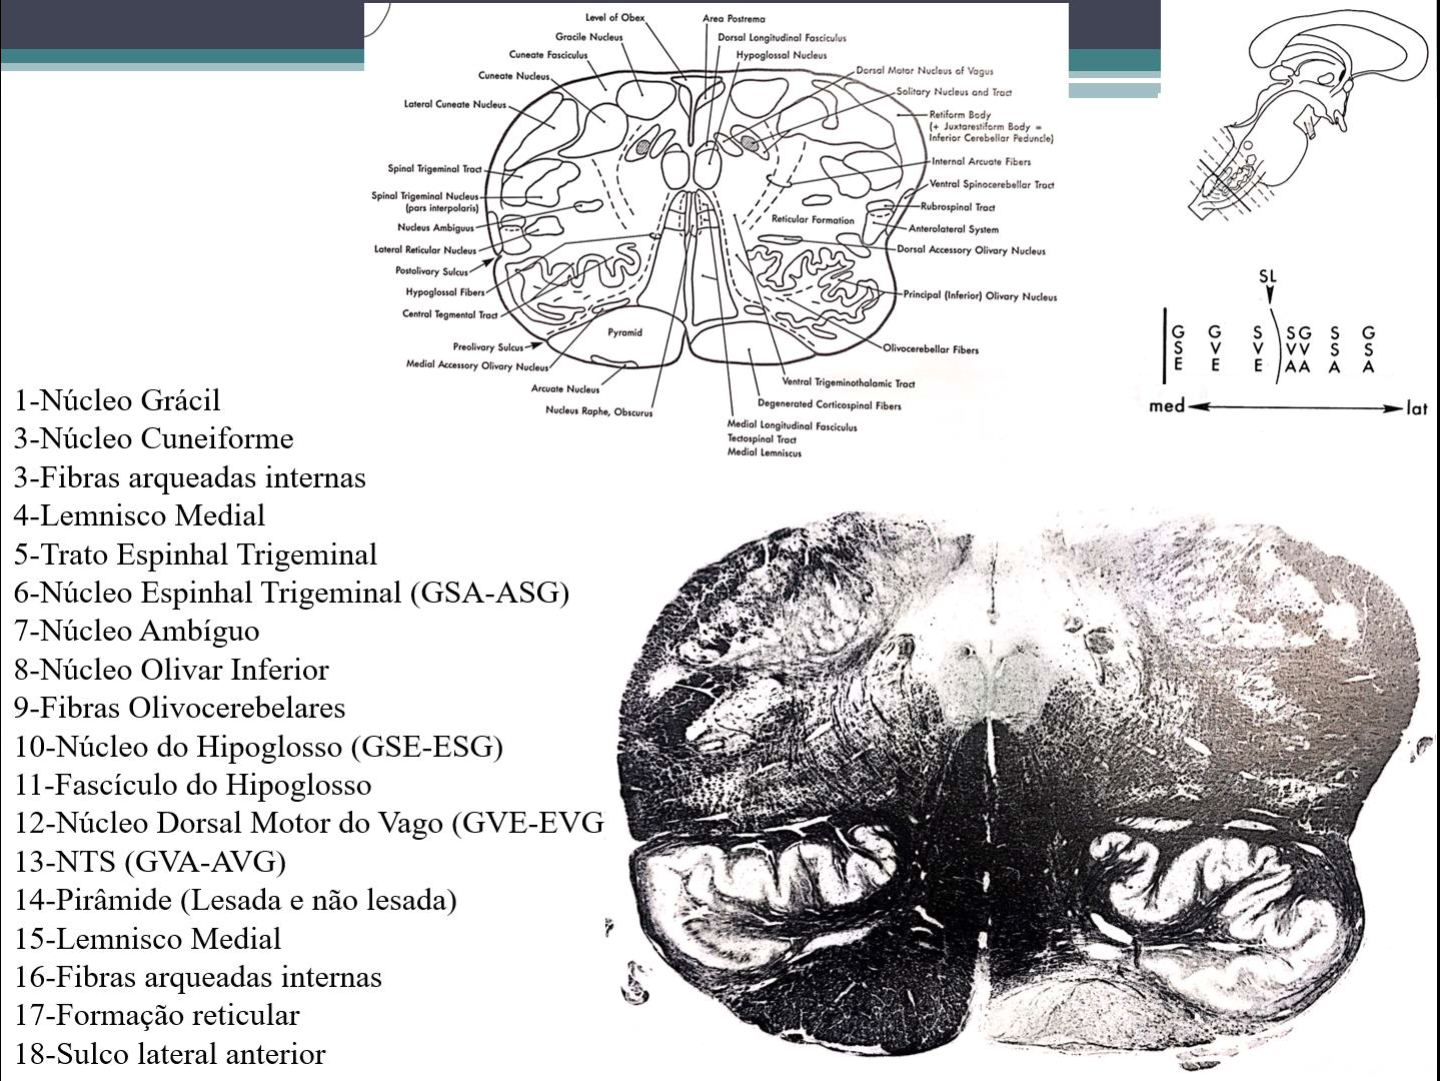 Level of Obex
Area Postrema
Gracile Nucleus
Dorsal Longitudinal Fasciculus
Cuneate Fasciculus
Hypoglossal Nucleus
Cuneate Nucleus
Dorsal Motor Nucleus of Vagus
Lateral Cuneate Nucleus
Solitary Nucleus and Tract
Retiform Body
(+ Juxtarestiform Body =
Inferior Cerebellar Peduncle)
Spinal Trigeminal Tract
Internal Arcuate Fibers
Spinal Trigeminal Nucleus
(pars interpolaris)
Ventral Spinocerebellar Tract
Rubrospinal Tract
Nucleus Ambiguus
Reticular Formation
Anterolateral System
Lateral Reticular Nucleus
Dorsal Accessory Olivary Nucleus
Postolivary Sulcus
Hypoglossal Fibers
Principal (Inferior) Olivary Nucleus
Central Tegmental Tract
Pyramid
Preolivary Sulcus
Olivocerebellar Fibers
Medial Accessory Olivary Nucleus
Arcuate Nucleus
Ventral Trigeminothalamic Tract
Nucleus Raphe, Obscurus
Degenerated Corticospinal Fibers
Medial Longitudinal Fasciculus
Tectospinal Tract
Medial Lemniscus
SL
G G S S G S G
S V V V V S S
E E E A A A A
med lat
1-Núcleo Grácil
3-Núcleo Cuneiforme
3-Fibras arqueadas internas
4-Lemnisco Medial
5-Trato Espinhal Trigeminal
6-Núcleo Espinhal Trigeminal (GSA-ASG)
7-Núcleo Ambíguo
8-Núcleo Olivar Inferior
9-Fibras Olivocerebelares
10-Núcleo do Hipoglosso (GSE-ESG)
11-Fascículo do Hipoglosso
12-Núcleo Dorsal Motor do Vago (GVE-EVG
13-NTS (GVA-AVG)
14-Pirâmide (Lesada e não lesada)
15-Lemnisco Medial
16-Fibras arqueadas internas
17-Formação reticular
18-Sulco lateral anterior